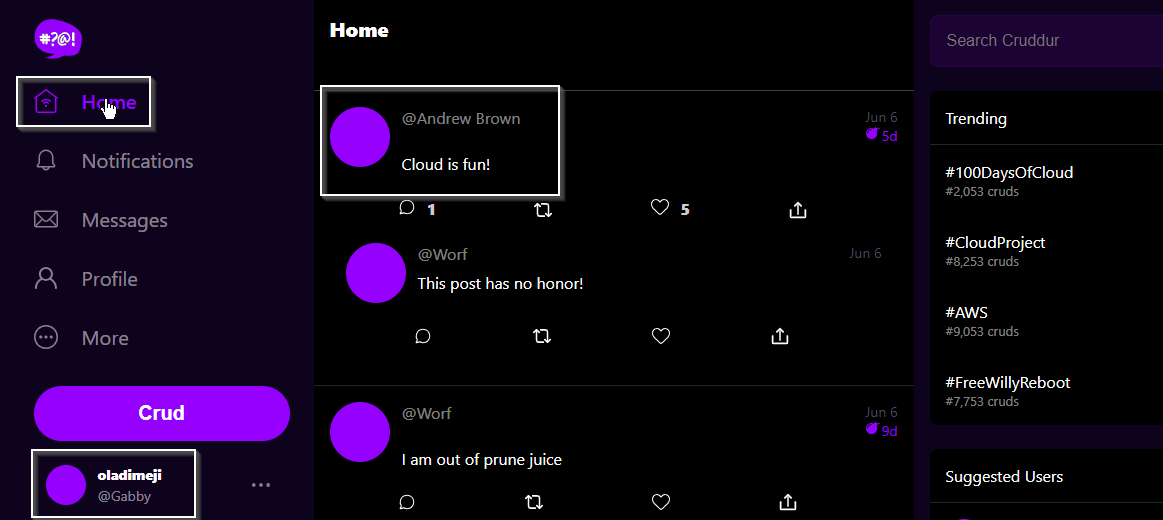 #?@!
Home
Notifications
Messages
Profile
More
Crud
oladimeji
@Gabby
Home
@Andrew Brown
Jun 6
5d
Cloud is fun!
1
5
@Worf
Jun 6
This post has no honor!
@Worf
Jun 6
9d
I am out of prune juice
Search Cruddur
Trending
#100DaysOfCloud
#2,053 cruds
#CloudProject
#8,253 cruds
#AWS
#9,053 cruds
#FreeWillyReboot
#7,753 cruds
Suggested Users